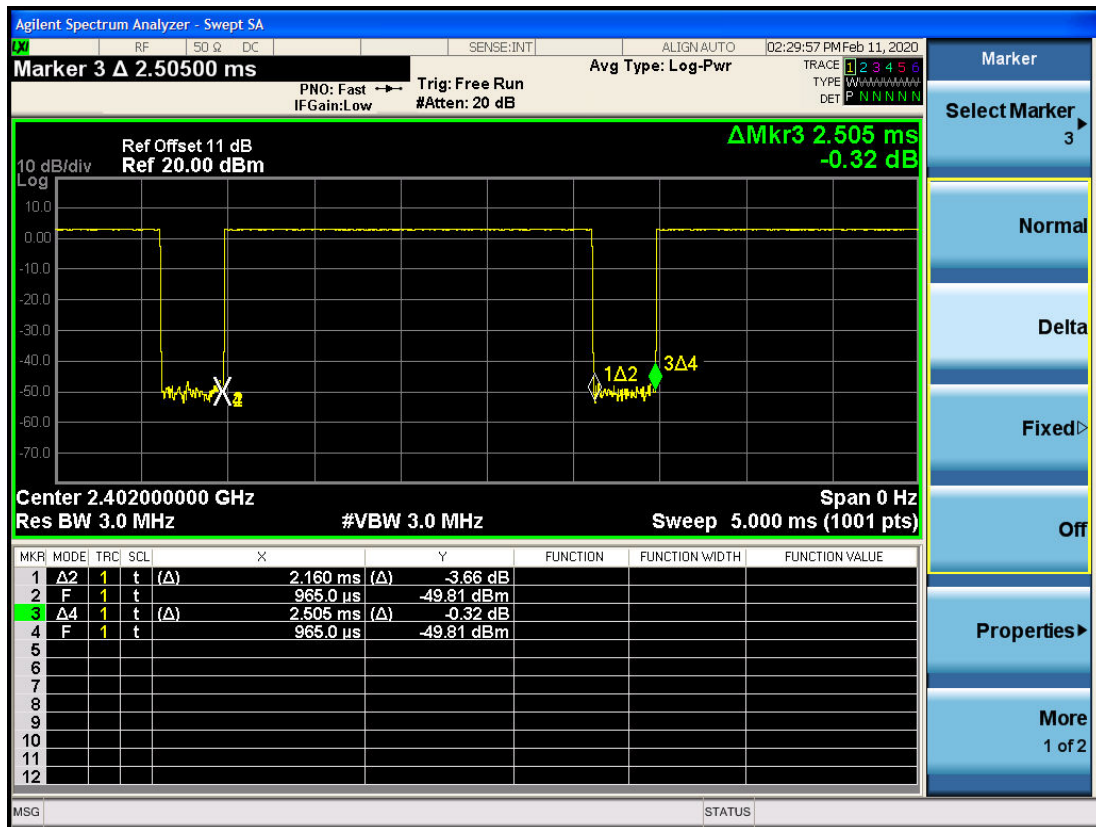 Agilent Spectrum Analyzer - Swept SA
LXI RF 50 Ω DC SENSE:INT ALIGN AUTO 02:29:57 PM Feb 11, 2020
Marker 3 Δ 2.50500 ms
PNO: Fast
IFGain:Low
Trig: Free Run
#Atten: 20 dB
Avg Type: Log-Pwr
TRACE 1 2 3 4 5 6
TYPE WWWWWWW
DET P N N N N N
ΔMkr3 2.505 ms
-0.32 dB
Ref Offset 11 dB
10 dB/div Ref 20.00 dBm
Log
10.0
0.00
-10.0
-20.0
-30.0
-40.0
-50.0
-60.0
-70.0
1Δ2
3Δ4
Center 2.402000000 GHz Span 0 Hz
Res BW 3.0 MHz #VBW 3.0 MHz Sweep 5.000 ms (1001 pts)
MKR MODE TRC SCL X Y FUNCTION FUNCTION WIDTH FUNCTION VALUE
1 Δ2 1 t (Δ) 2.160 ms (Δ) -3.66 dB
2 F 1 t 965.0 µs -49.81 dBm
3 Δ4 1 t (Δ) 2.505 ms (Δ) -0.32 dB
4 F 1 t 965.0 µs -49.81 dBm
5
6
7
8
9
10
11
12
MSG STATUS
Marker
Select Marker
3
Normal
Delta
Fixed
Off
Properties
More
1 of 2